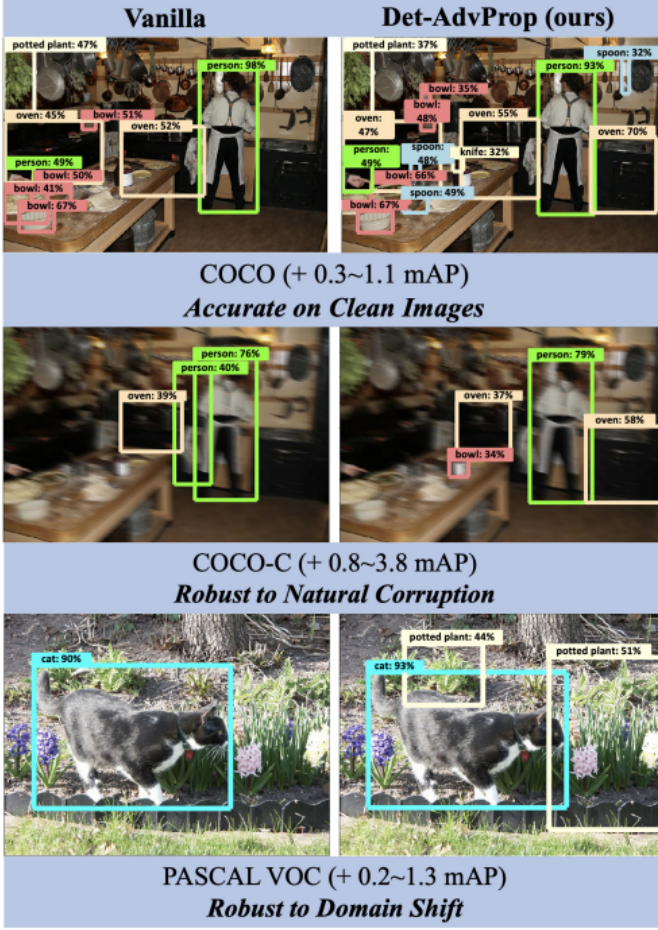 Vanilla
Det-AdvProp (ours)
potted plant: 47%
person: 98%
oven: 45%
bowl: 51%
oven: 52%
person: 49%
bowl: 50%
bowl: 41%
bowl: 67%
potted plant: 37%
spoon: 32%
person: 93%
bowl: 35%
bowl:
48%
oven: 55%
oven:
47%
oven: 70%
person:
49%
spoon:
48%
knife: 32%
bowl: 66%
spoon: 49%
bowl: 67%
COCO (+ 0.3~1.1 mAP)
Accurate on Clean Images
person: 76%
person: 40%
oven: 39%
person: 79%
oven: 37%
oven: 58%
bowl: 34%
COCO-C (+ 0.8~3.8 mAP)
Robust to Natural Corruption
cat: 90%
potted plant: 44%
potted plant: 51%
cat: 93%
PASCAL VOC (+ 0.2~1.3 mAP)
Robust to Domain Shift